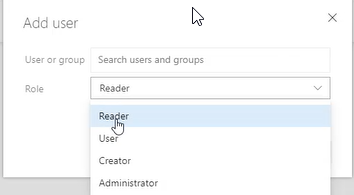 Add user
User or group Search users and groups
Role Reader
Reader
User
Creator
Administrator